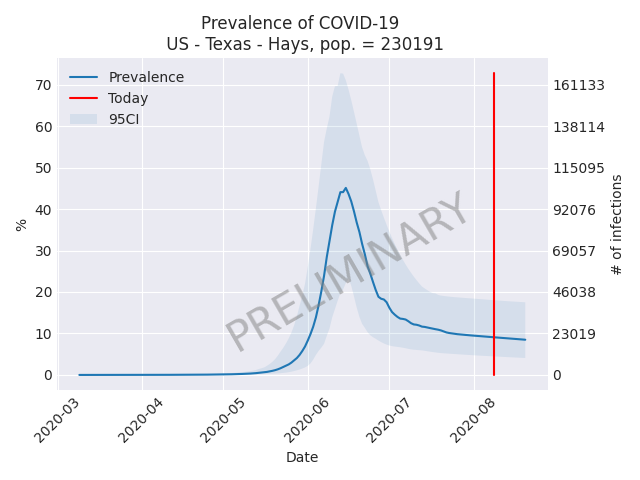 Prevalence of COVID-19
US - Texas - Hays, pop. = 230191
Prevalence
Today
95CI
PRELIMINARY
%
70
60
50
40
30
20
10
0
161133
138114
115095
92076
69057
46038
23019
0
# of infections
2020-03
2020-04
2020-05
2020-06
2020-07
2020-08
Date